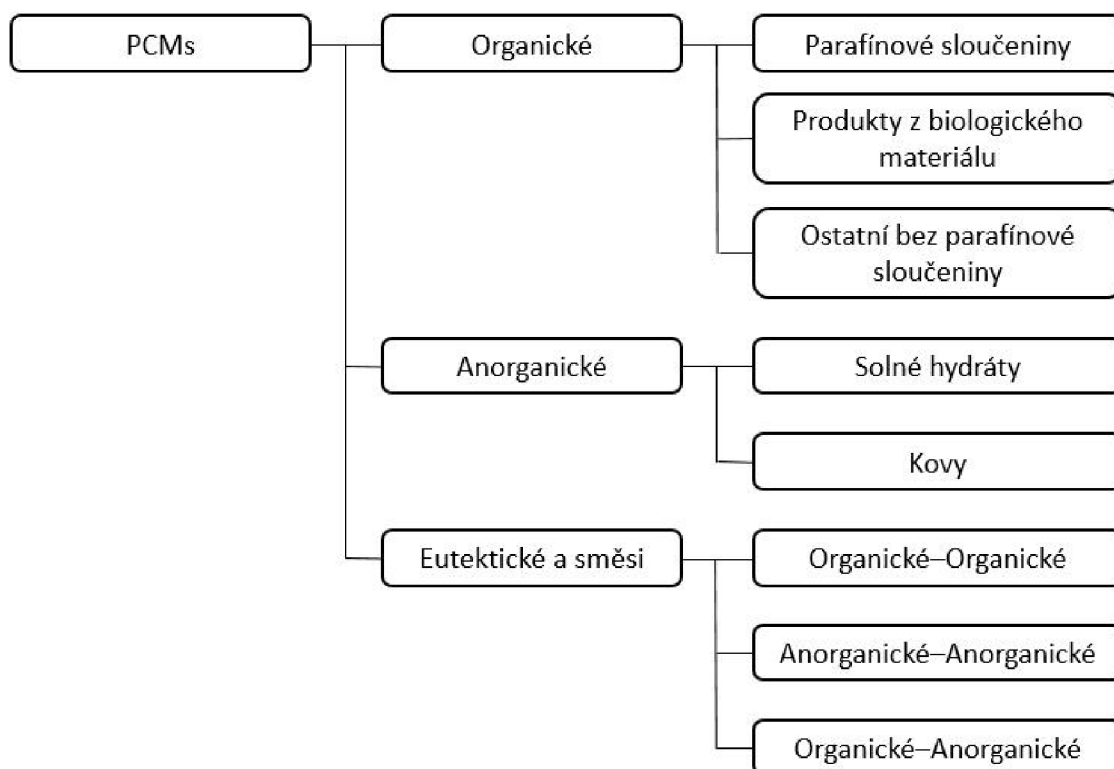 PCMs
Organické
Parafínové sloučeniny
Produkty z biologického
materiálu
Ostatní bez parafínové
sloučeniny
Anorganické
Solné hydráty
Kovy
Eutektické a směsi
Organické–Organické
Anorganické–Anorganické
Organické–Anorganické